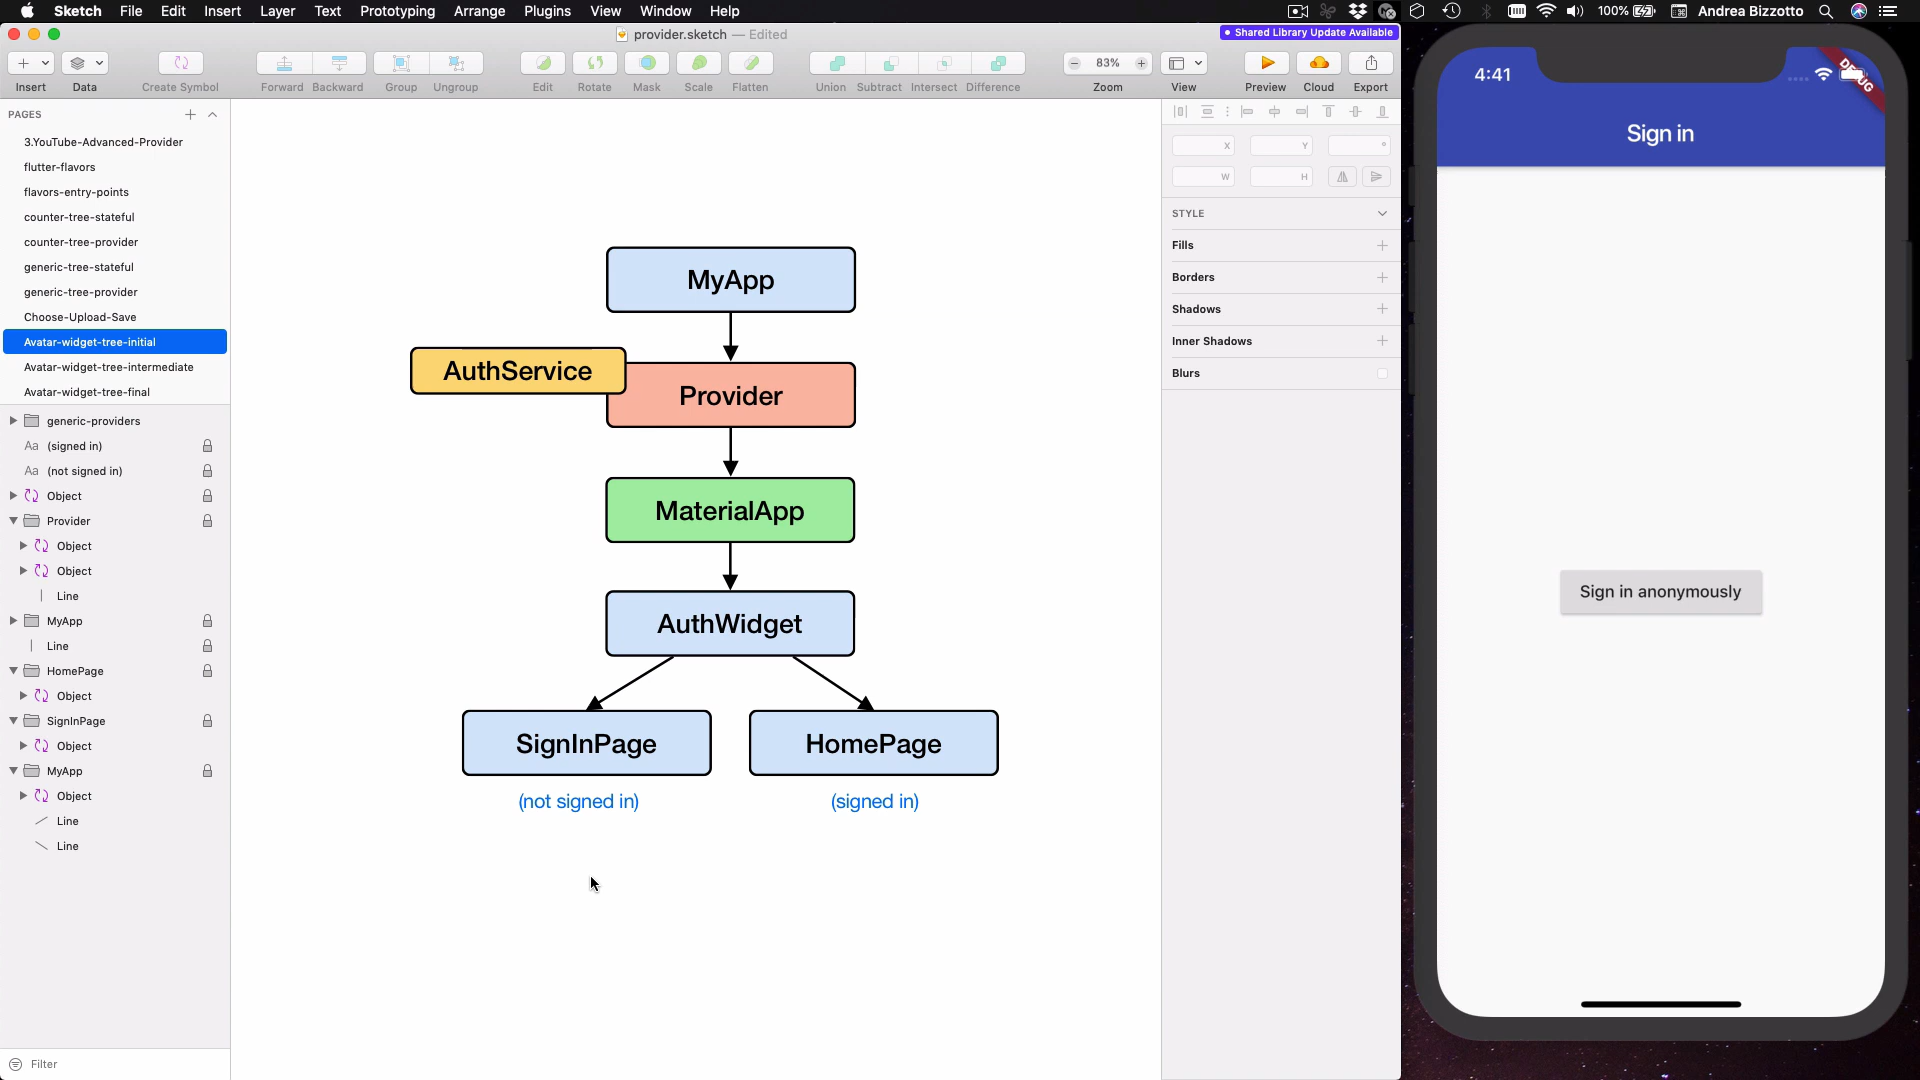 Sketch File Edit Insert Layer Text Prototyping Arrange Plugins View Window Help 100% Andrea Bizzotto
provider.sketch — Edited
Shared Library Update Available
83%
Insert Data Create Symbol Forward Backward Group Ungroup Edit Rotate Mask Scale Flatten Union Subtract Intersect Difference Zoom View Preview Cloud Export
PAGES
3.YouTube-Advanced-Provider
flutter-flavors
flavors-entry-points
counter-tree-stateful
counter-tree-provider
generic-tree-stateful
generic-tree-provider
Choose-Upload-Save
Avatar-widget-tree-initial
Avatar-widget-tree-intermediate
Avatar-widget-tree-final
generic-providers
Aa (signed in)
Aa (not signed in)
Object
Provider
Object
Object
Line
MyApp
Line
HomePage
Object
SignInPage
Object
MyApp
Object
Line
Line
Filter
MyApp
AuthService
Provider
MaterialApp
AuthWidget
SignInPage
HomePage
(not signed in)
(signed in)
X Y °
W H
STYLE
Fills
Borders
Shadows
Inner Shadows
Blurs
4:41
DEBUG
Sign in
Sign in anonymously